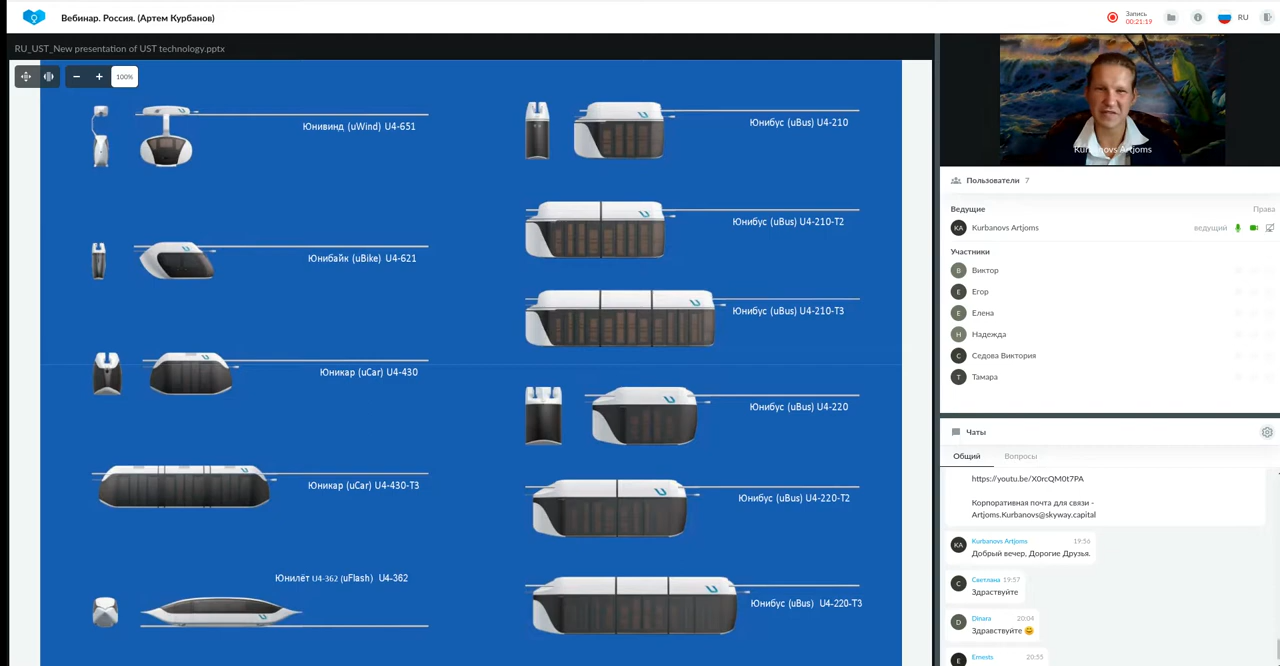 Вебинар. Россия. (Артем Курбанов)
Запись
00:21:19
RU
RU_UST_New presentation of UST technology.pptx
100%
Юнивинд (uWind) U4-651
Юнибайк (uBike) U4-621
Юникар (uCar) U4-430
Юникар (uCar) U4-430-T3
Юнилёт U4-362 (uFlash) U4-362
Юнибус (uBus) U4-210
Юнибус (uBus) U4-210-T2
Юнибус (uBus) U4-210-T3
Юнибус (uBus) U4-220
Юнибус (uBus) U4-220-T2
Юнибус (uBus) U4-220-T3
Kurbanovs Artjoms
Пользователи 7
Ведущие Права
KA Kurbanovs Artjoms ведущий
Участники
В Виктор
Е Егор
Е Елена
Н Надежда
С Седова Виктория
Т Тамара
Чаты
Общий Вопросы
https://youtu.be/X0rcQM0t7PA
Корпоративная почта для связи -
Artjoms.Kurbanovs@skyway.capital
KA Kurbanovs Artjoms 19:56
Добрый вечер, Дорогие Друзья.
С Светлана 19:57
Здраствуйте
D Dinara 20:04
Здравствуйте 😊
E Ernests 20:55